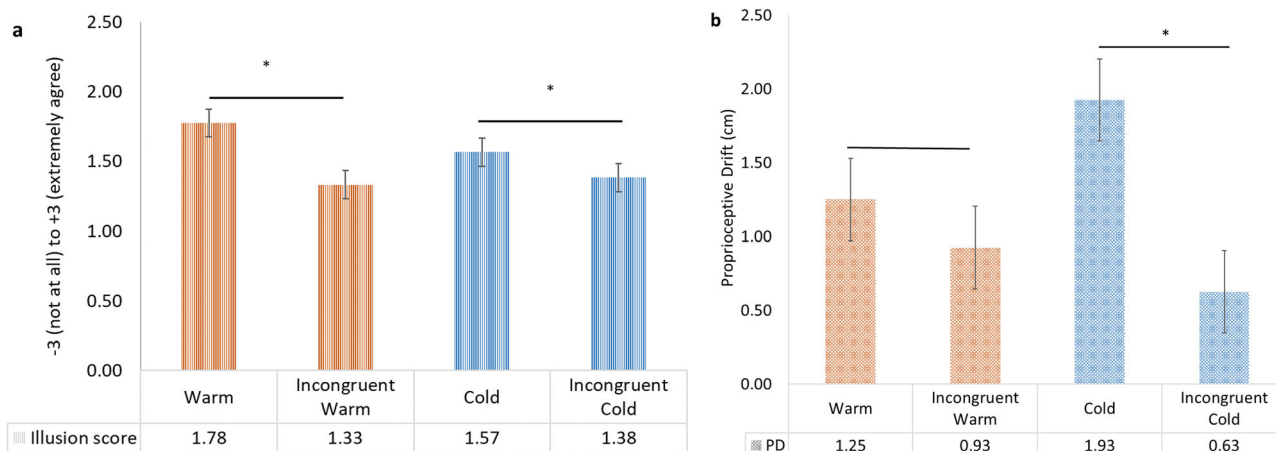 a
-3 (not at all) to +3 (extremely agree)
2.50
2.00
1.50
1.00
0.50
0.00
*
*
Warm
Incongruent
Warm
Cold
Incongruent
Cold
Illusion score
1.78
1.33
1.57
1.38
b
Proprioceptive Drift (cm)
2.50
2.00
1.50
1.00
0.50
0.00
*
Warm
Incongruent
Warm
Cold
Incongruent
Cold
PD
1.25
0.93
1.93
0.63